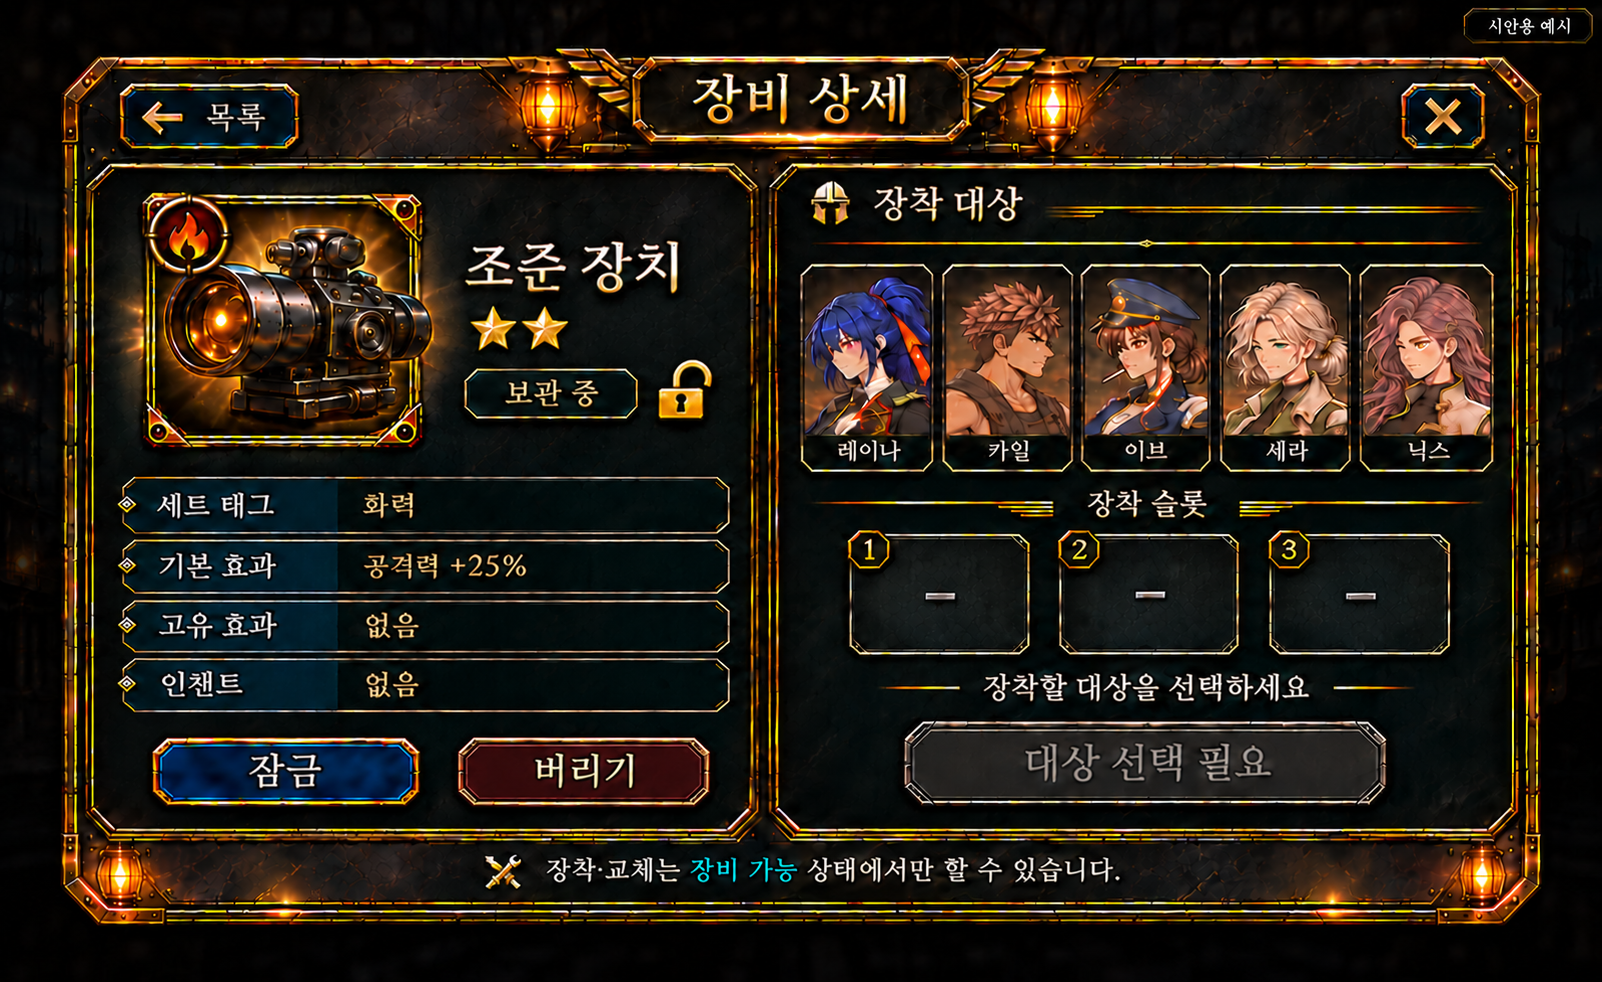 시안용 예시
장비 상세
목록
조준 장치
보관 중
세트 태그 화력
기본 효과 공격력 +25%
고유 효과 없음
인챈트 없음
잠금 버리기
장착 대상
레이나 카일 이브 세라 닉스
장착 슬롯
1 2 3
- - -
장착할 대상을 선택하세요
대상 선택 필요
장착·교체는 장비 가능 상태에서만 할 수 있습니다.